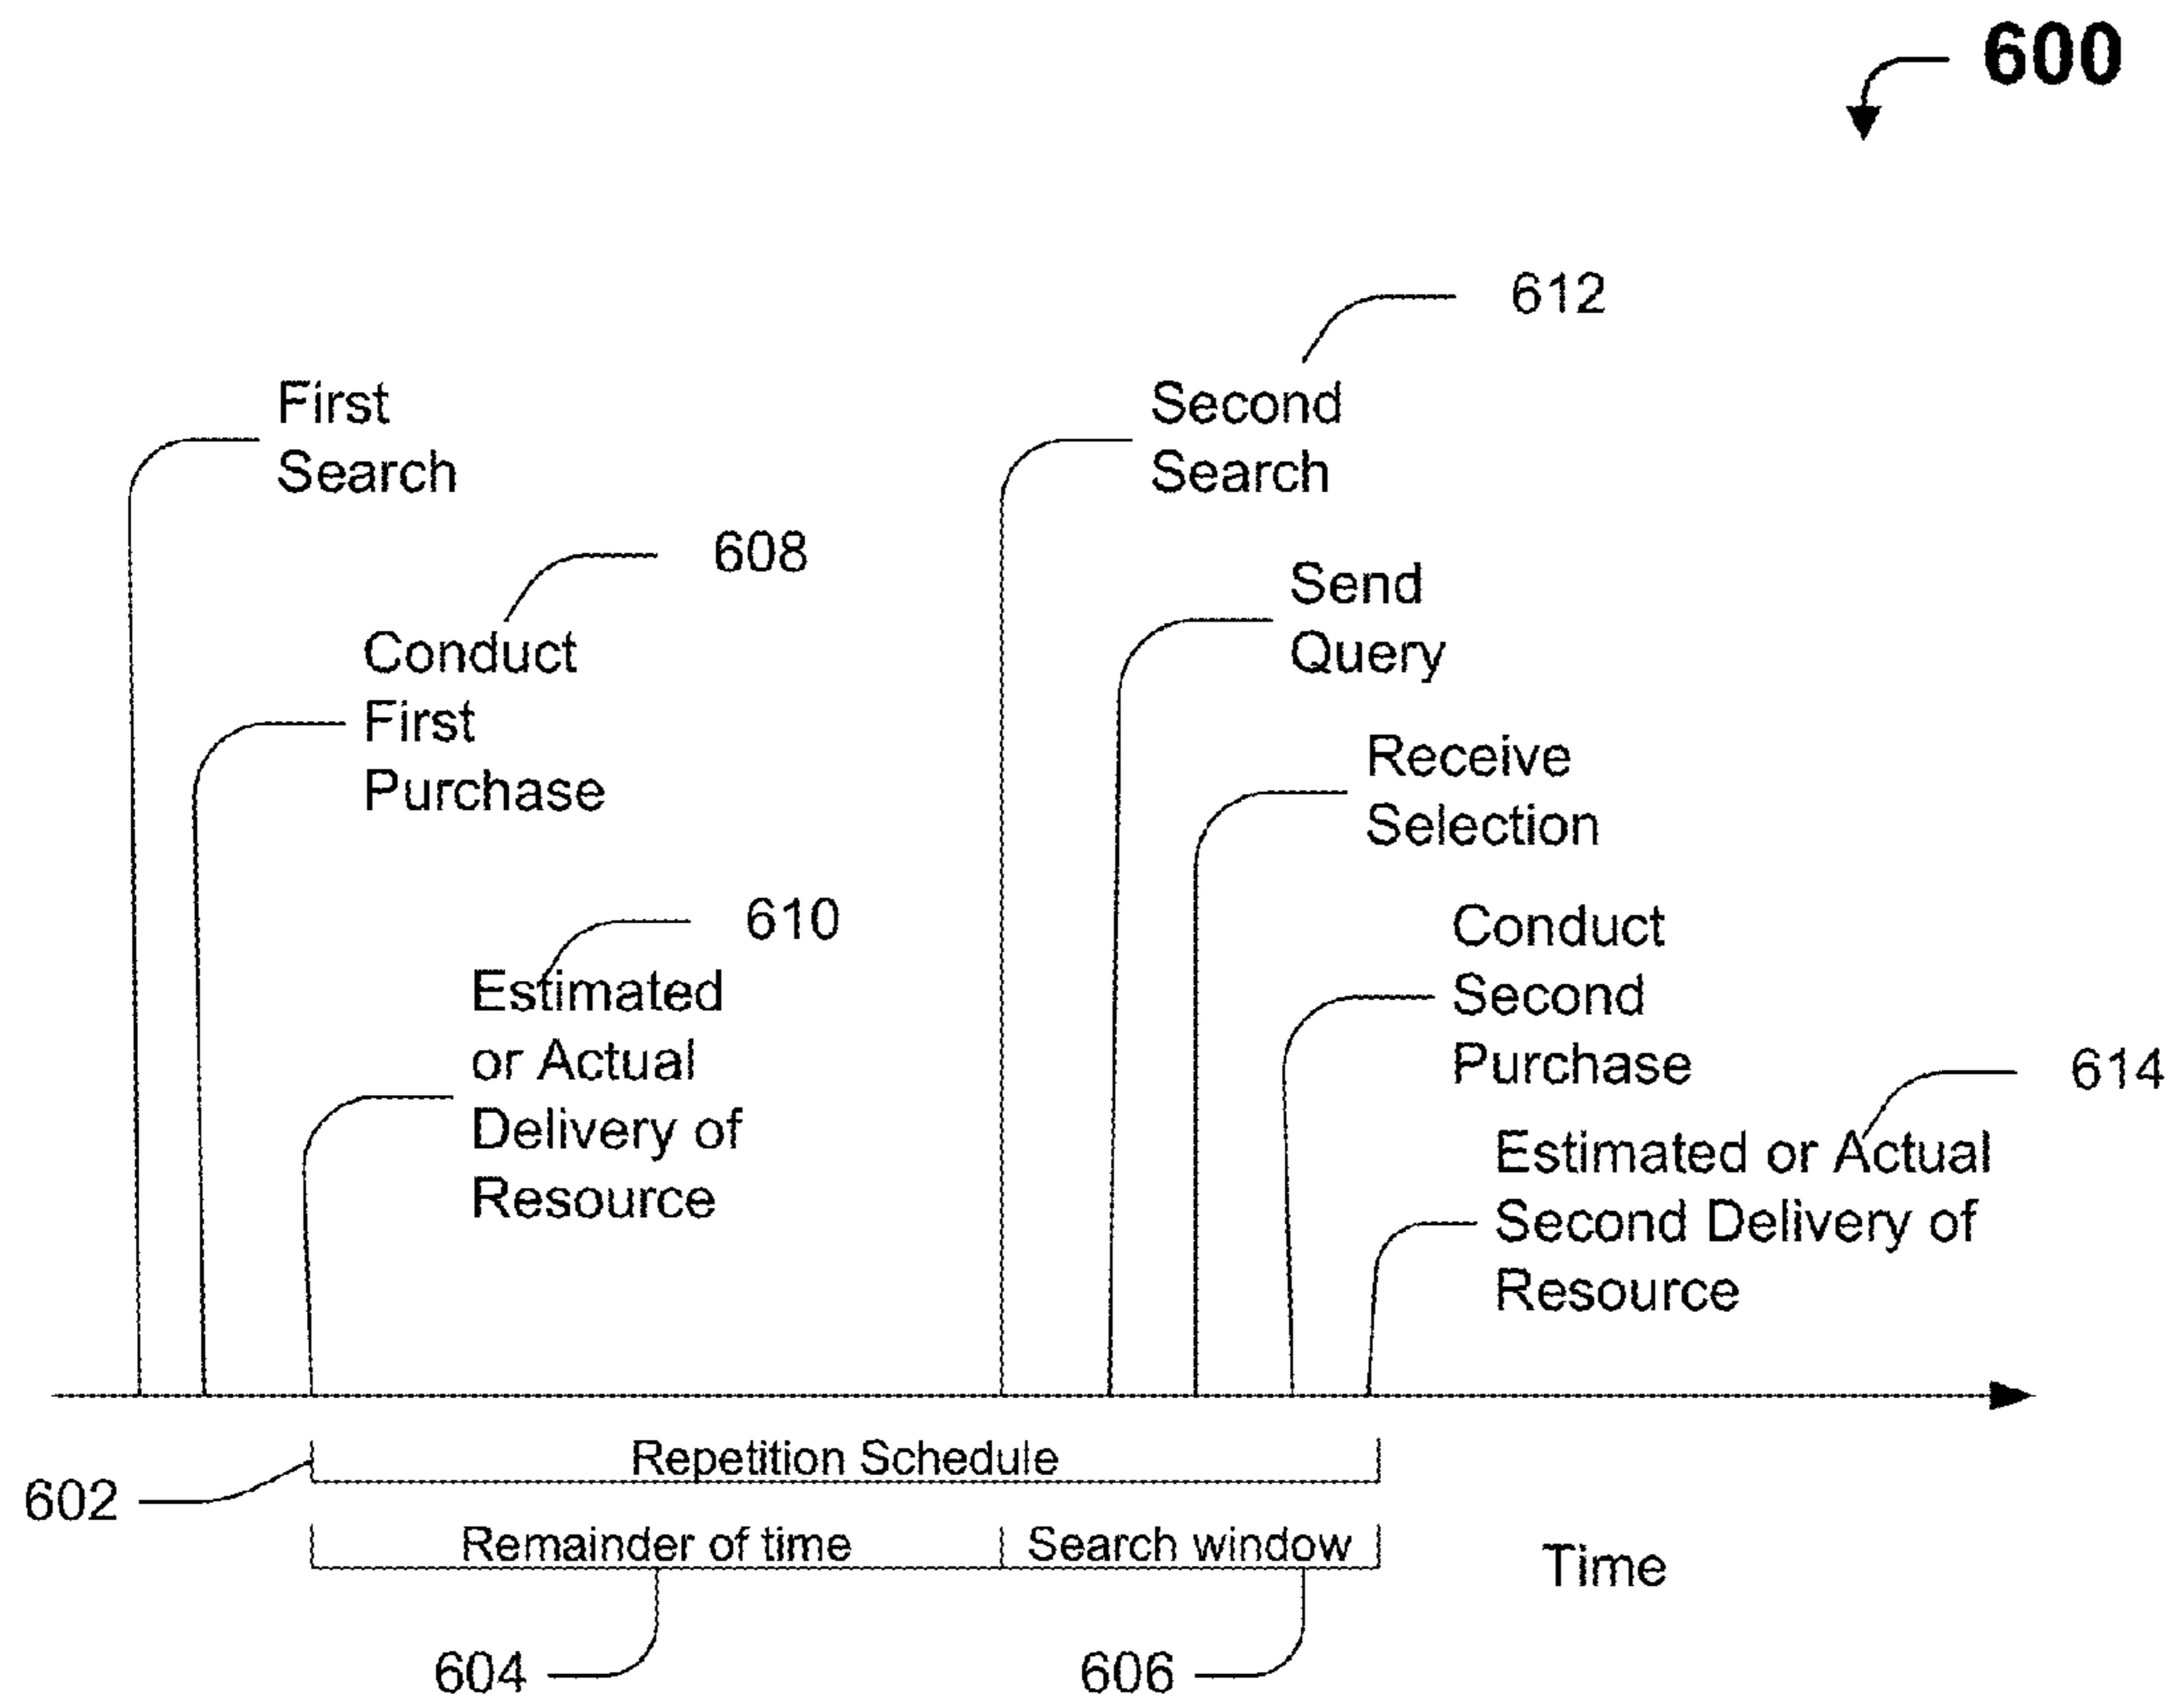 600
612
First
Search
Second
Search
608
Send
Query
Conduct
First
Purchase
Receive
Selection
610
Estimated
or Actual
Delivery of
Resource
Conduct
Second
Purchase
614
Estimated or Actual
Second Delivery of
Resource
Repetition Schedule
602
Remainder of time
Search window
Time
604
606